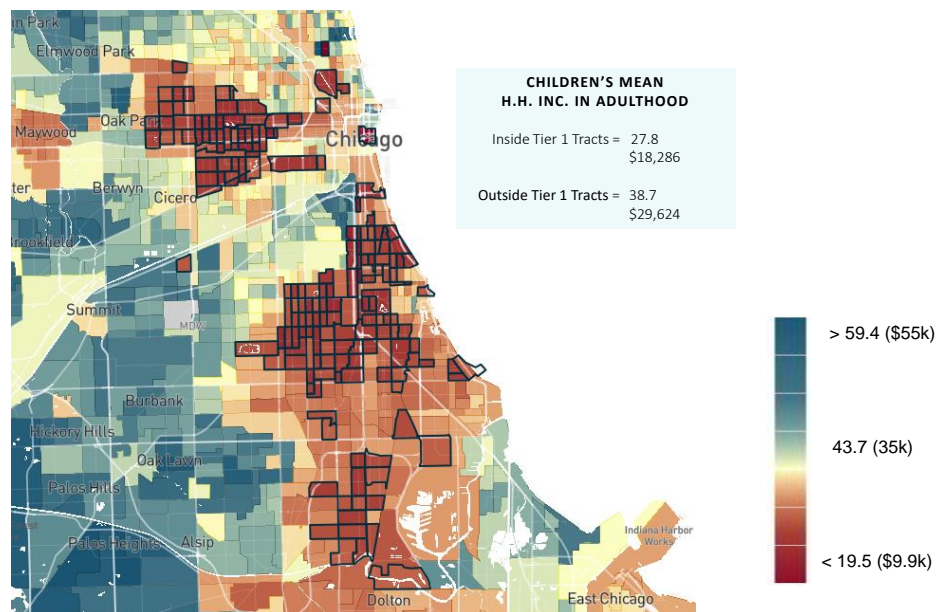 in Park
Elmwood Park
Oak Park
Maywood
Chicago
Berwyn
Cicero
Brookfield
Summit
MDW
Burbank
Hickory Hills
Oak Lawn
Palos Hills
Palos Heights
Alsip
Dolton
Indiana Harbor
Works
East Chicago
CHILDREN'S MEAN
H.H. INC. IN ADULTHOOD
Inside Tier 1 Tracts = 27.8
$18,286
Outside Tier 1 Tracts = 38.7
$29,624
> 59.4 ($55k)
43.7 (35k)
< 19.5 ($9.9k)